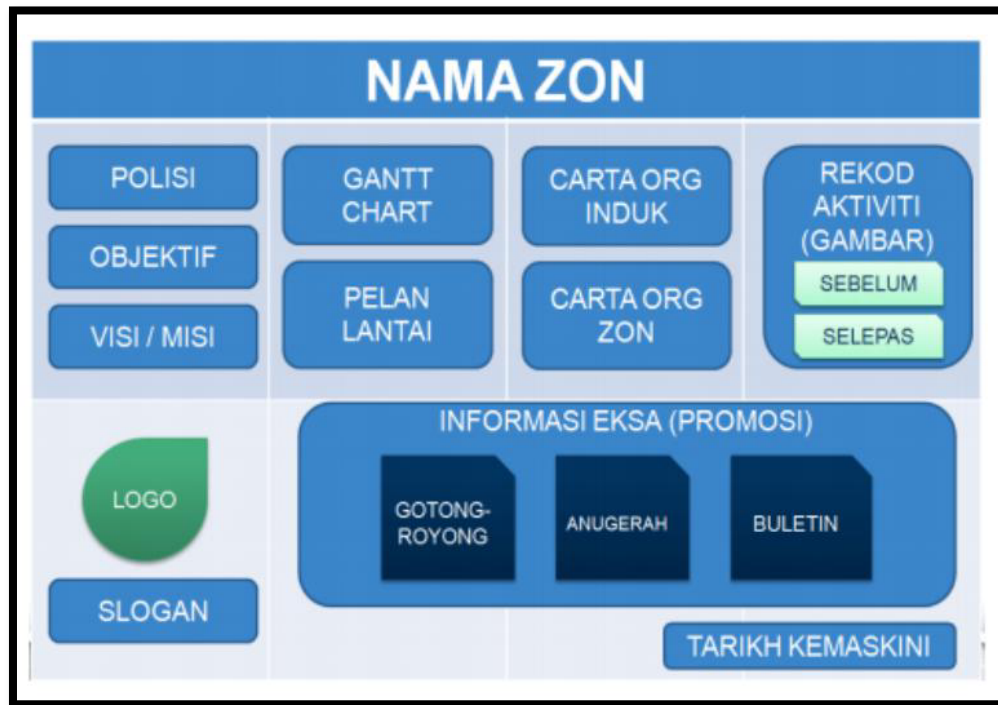 NAMA ZON
POLISI
OBJEKTIF
VISI / MISI
GANTT
CHART
PELAN
LANTAI
CARTA ORG
INDUK
CARTA ORG
ZON
REKOD
AKTIVITI
(GAMBAR)
SEBELUM
SELEPAS
LOGO
SLOGAN
INFORMASI EKSA (PROMOSI)
GOTONG-
ROYONG
ANUGERAH
BULETIN
TARIKH KEMASKINI